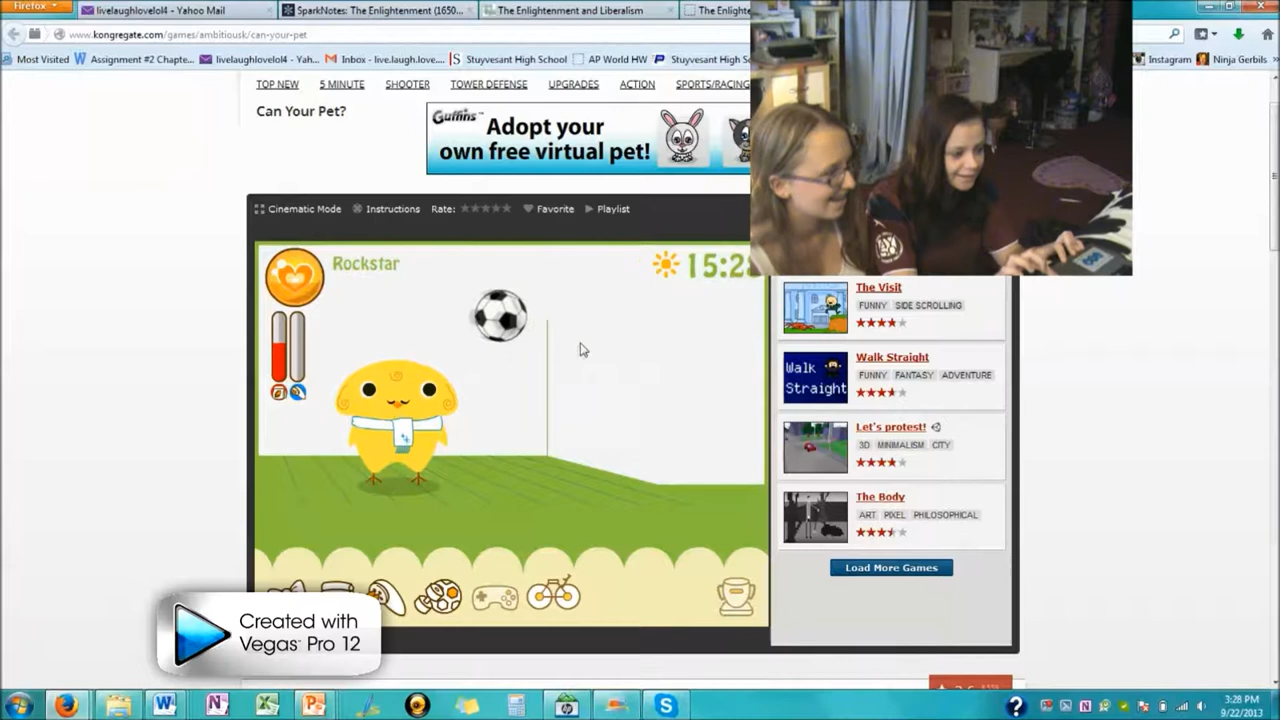 Firefox
livelaughlovelol4 - Yahoo Mail
SparkNotes: The Enlightenment (1650...
The Enlightenment and Liberalism
The Enlighte
www.kongregate.com/games/ambitiousk/can-your-pet
Most Visited
Assignment #2 Chapte...
livelaughlovelol4 - Yah...
Inbox - live.laugh.love....
Stuyvesant High School
AP World HW
Stuyvesant High Sc
Instagram
Ninja Gerbils
TOP NEW
5 MINUTE
SHOOTER
TOWER DEFENSE
UPGRADES
ACTION
SPORTS/RACING
Can Your Pet?
Guffins
Adopt your
own free virtual pet!
Cinematic Mode
Instructions
Rate:
Favorite
Playlist
Rockstar
15:28
The Visit
FUNNY SIDE SCROLLING
Walk Straight
FUNNY FANTASY ADVENTURE
Walk
Straight
Let's protest!
3D MINIMALISM CITY
The Body
ART PIXEL PHILOSOPHICAL
Load More Games
Created with
Vegas Pro 12
3:28 PM
9/22/2013